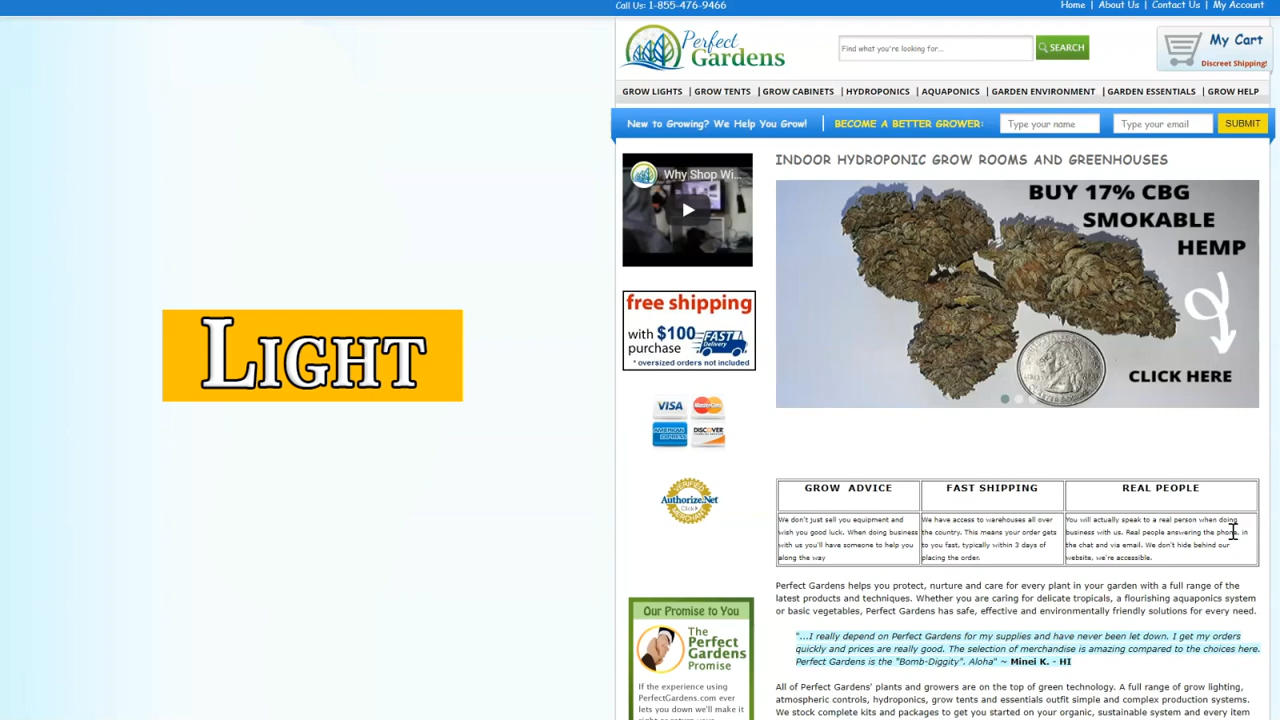 Call Us: 1-855-476-9466
Home | About Us | Contact Us | My Account
Perfect
Gardens
Find what you're looking for...
SEARCH
My Cart
Discreet Shipping!
GROW LIGHTS | GROW TENTS | GROW CABINETS | HYDROPONICS | AQUAPONICS | GARDEN ENVIRONMENT | GARDEN ESSENTIALS | GROW HELP
New to Growing? We Help You Grow!
BECOME A BETTER GROWER:
Type your name
Type your email
SUBMIT
Why Shop Wi...
INDOOR HYDROPONIC GROW ROOMS AND GREENHOUSES
BUY 17% CBG
SMOKABLE
HEMP
CLICK HERE
free shipping
with $100
purchase
FAST
Delivery
* oversized orders not included
LIGHT
VISA
MasterCard
AMERICAN
EXPRESS
DISCOVER
VERIFIED
Authorize.Net
Click
MERCHANT
GROW ADVICE
We don't just sell you equipment and
wish you good luck. When doing business
with us you'll have someone to help you
along the way
FAST SHIPPING
We have access to warehouses all over
the country. This means your order gets
to you fast, typically within 3 days of
placing the order.
REAL PEOPLE
You will actually speak to a real person when doing
business with us. Real people answering the phone, in
the chat and via email. We don't hide behind our
website, we're accessible.
Perfect Gardens helps you protect, nurture and care for every plant in your garden with a full range of the
latest products and techniques. Whether you are caring for delicate tropicals, a flourishing aquaponics system
or basic vegetables, Perfect Gardens has safe, effective and environmentally friendly solutions for every need.
"...I really depend on Perfect Gardens for my supplies and have never been let down. I get my orders
quickly and prices are really good. The selection of merchandise is amazing compared to the choices here.
Perfect Gardens is the "Bomb-Diggity". Aloha" ~ Minei K. - HI
All of Perfect Gardens' plants and growers are on the top of green technology. A full range of grow lighting,
atmospheric controls, hydroponics, grow tents and essentials outfit simple and complex production systems.
We stock complete kits and packages to get you started on your organic, sustainable system and every item
Our Promise to You
The
Perfect
Gardens
Promise
If the experience using
PerfectGardens.com ever
lets you down we'll make it